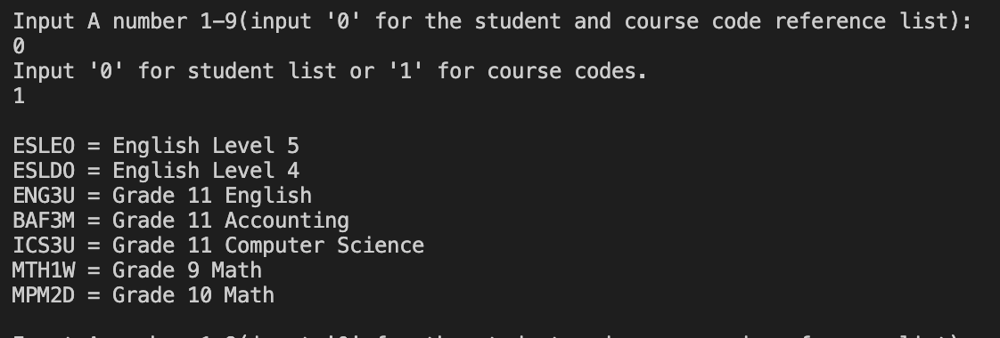 Input A number 1-9(input '0' for the student and course code reference list):
0
Input '0' for student list or '1' for course codes.
1
ESLEO = English Level 5
ESLDO = English Level 4
ENG3U = Grade 11 English
BAF3M = Grade 11 Accounting
ICS3U = Grade 11 Computer Science
MTH1W = Grade 9 Math
MPM2D = Grade 10 Math